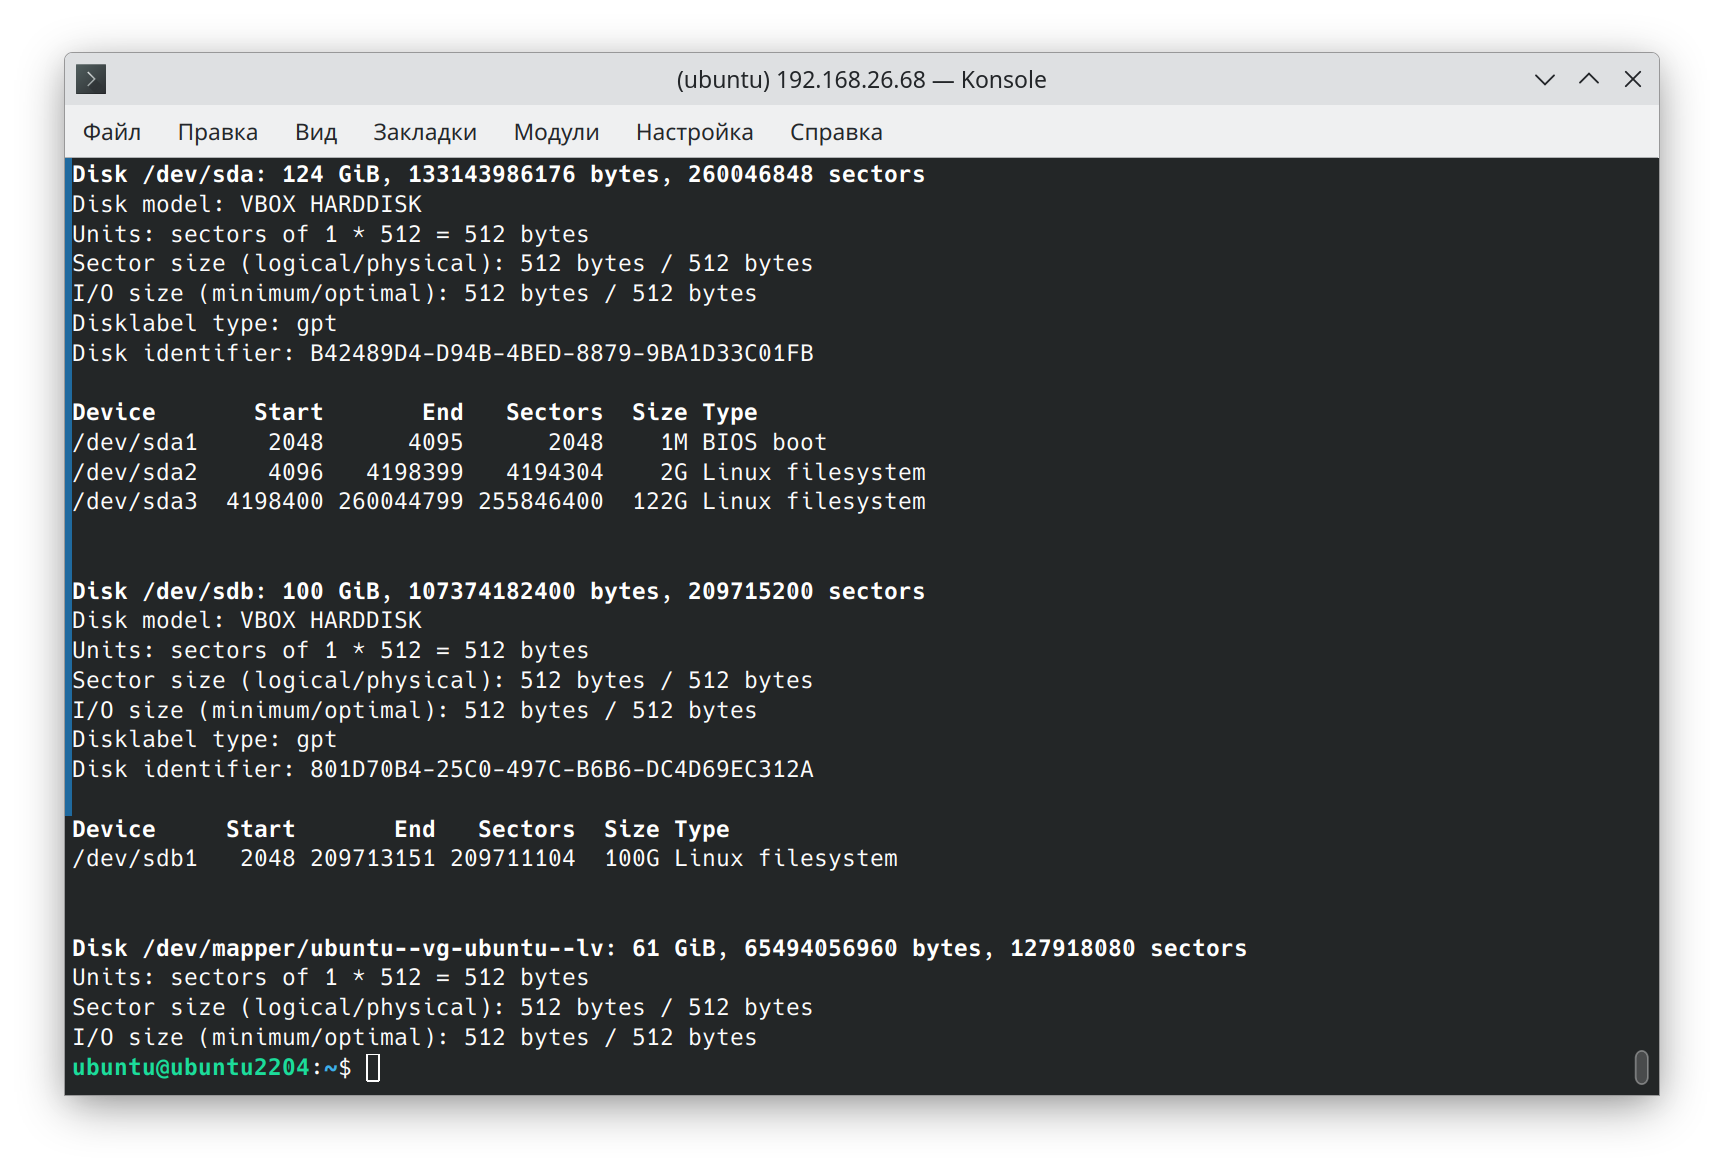 (ubuntu) 192.168.26.68 — Konsole
Файл Правка Вид Закладки Модули Настройка Справка
Disk /dev/sda: 124 GiB, 133143986176 bytes, 260046848 sectors
Disk model: VBOX HARDDISK
Units: sectors of 1 * 512 = 512 bytes
Sector size (logical/physical): 512 bytes / 512 bytes
I/O size (minimum/optimal): 512 bytes / 512 bytes
Disklabel type: gpt
Disk identifier: B42489D4-D94B-4BED-8879-9BA1D33C01FB
Device       Start       End   Sectors  Size Type
/dev/sda1     2048      4095      2048    1M BIOS boot
/dev/sda2     4096   4198399   4194304    2G Linux filesystem
/dev/sda3  4198400 260044799 255846400  122G Linux filesystem
Disk /dev/sdb: 100 GiB, 107374182400 bytes, 209715200 sectors
Disk model: VBOX HARDDISK
Units: sectors of 1 * 512 = 512 bytes
Sector size (logical/physical): 512 bytes / 512 bytes
I/O size (minimum/optimal): 512 bytes / 512 bytes
Disklabel type: gpt
Disk identifier: 801D70B4-25C0-497C-B6B6-DC4D69EC312A
Device     Start       End   Sectors  Size Type
/dev/sdb1   2048 209713151 209711104  100G Linux filesystem
Disk /dev/mapper/ubuntu--vg-ubuntu--lv: 61 GiB, 65494056960 bytes, 127918080 sectors
Units: sectors of 1 * 512 = 512 bytes
Sector size (logical/physical): 512 bytes / 512 bytes
I/O size (minimum/optimal): 512 bytes / 512 bytes
ubuntu@ubuntu2204:~$